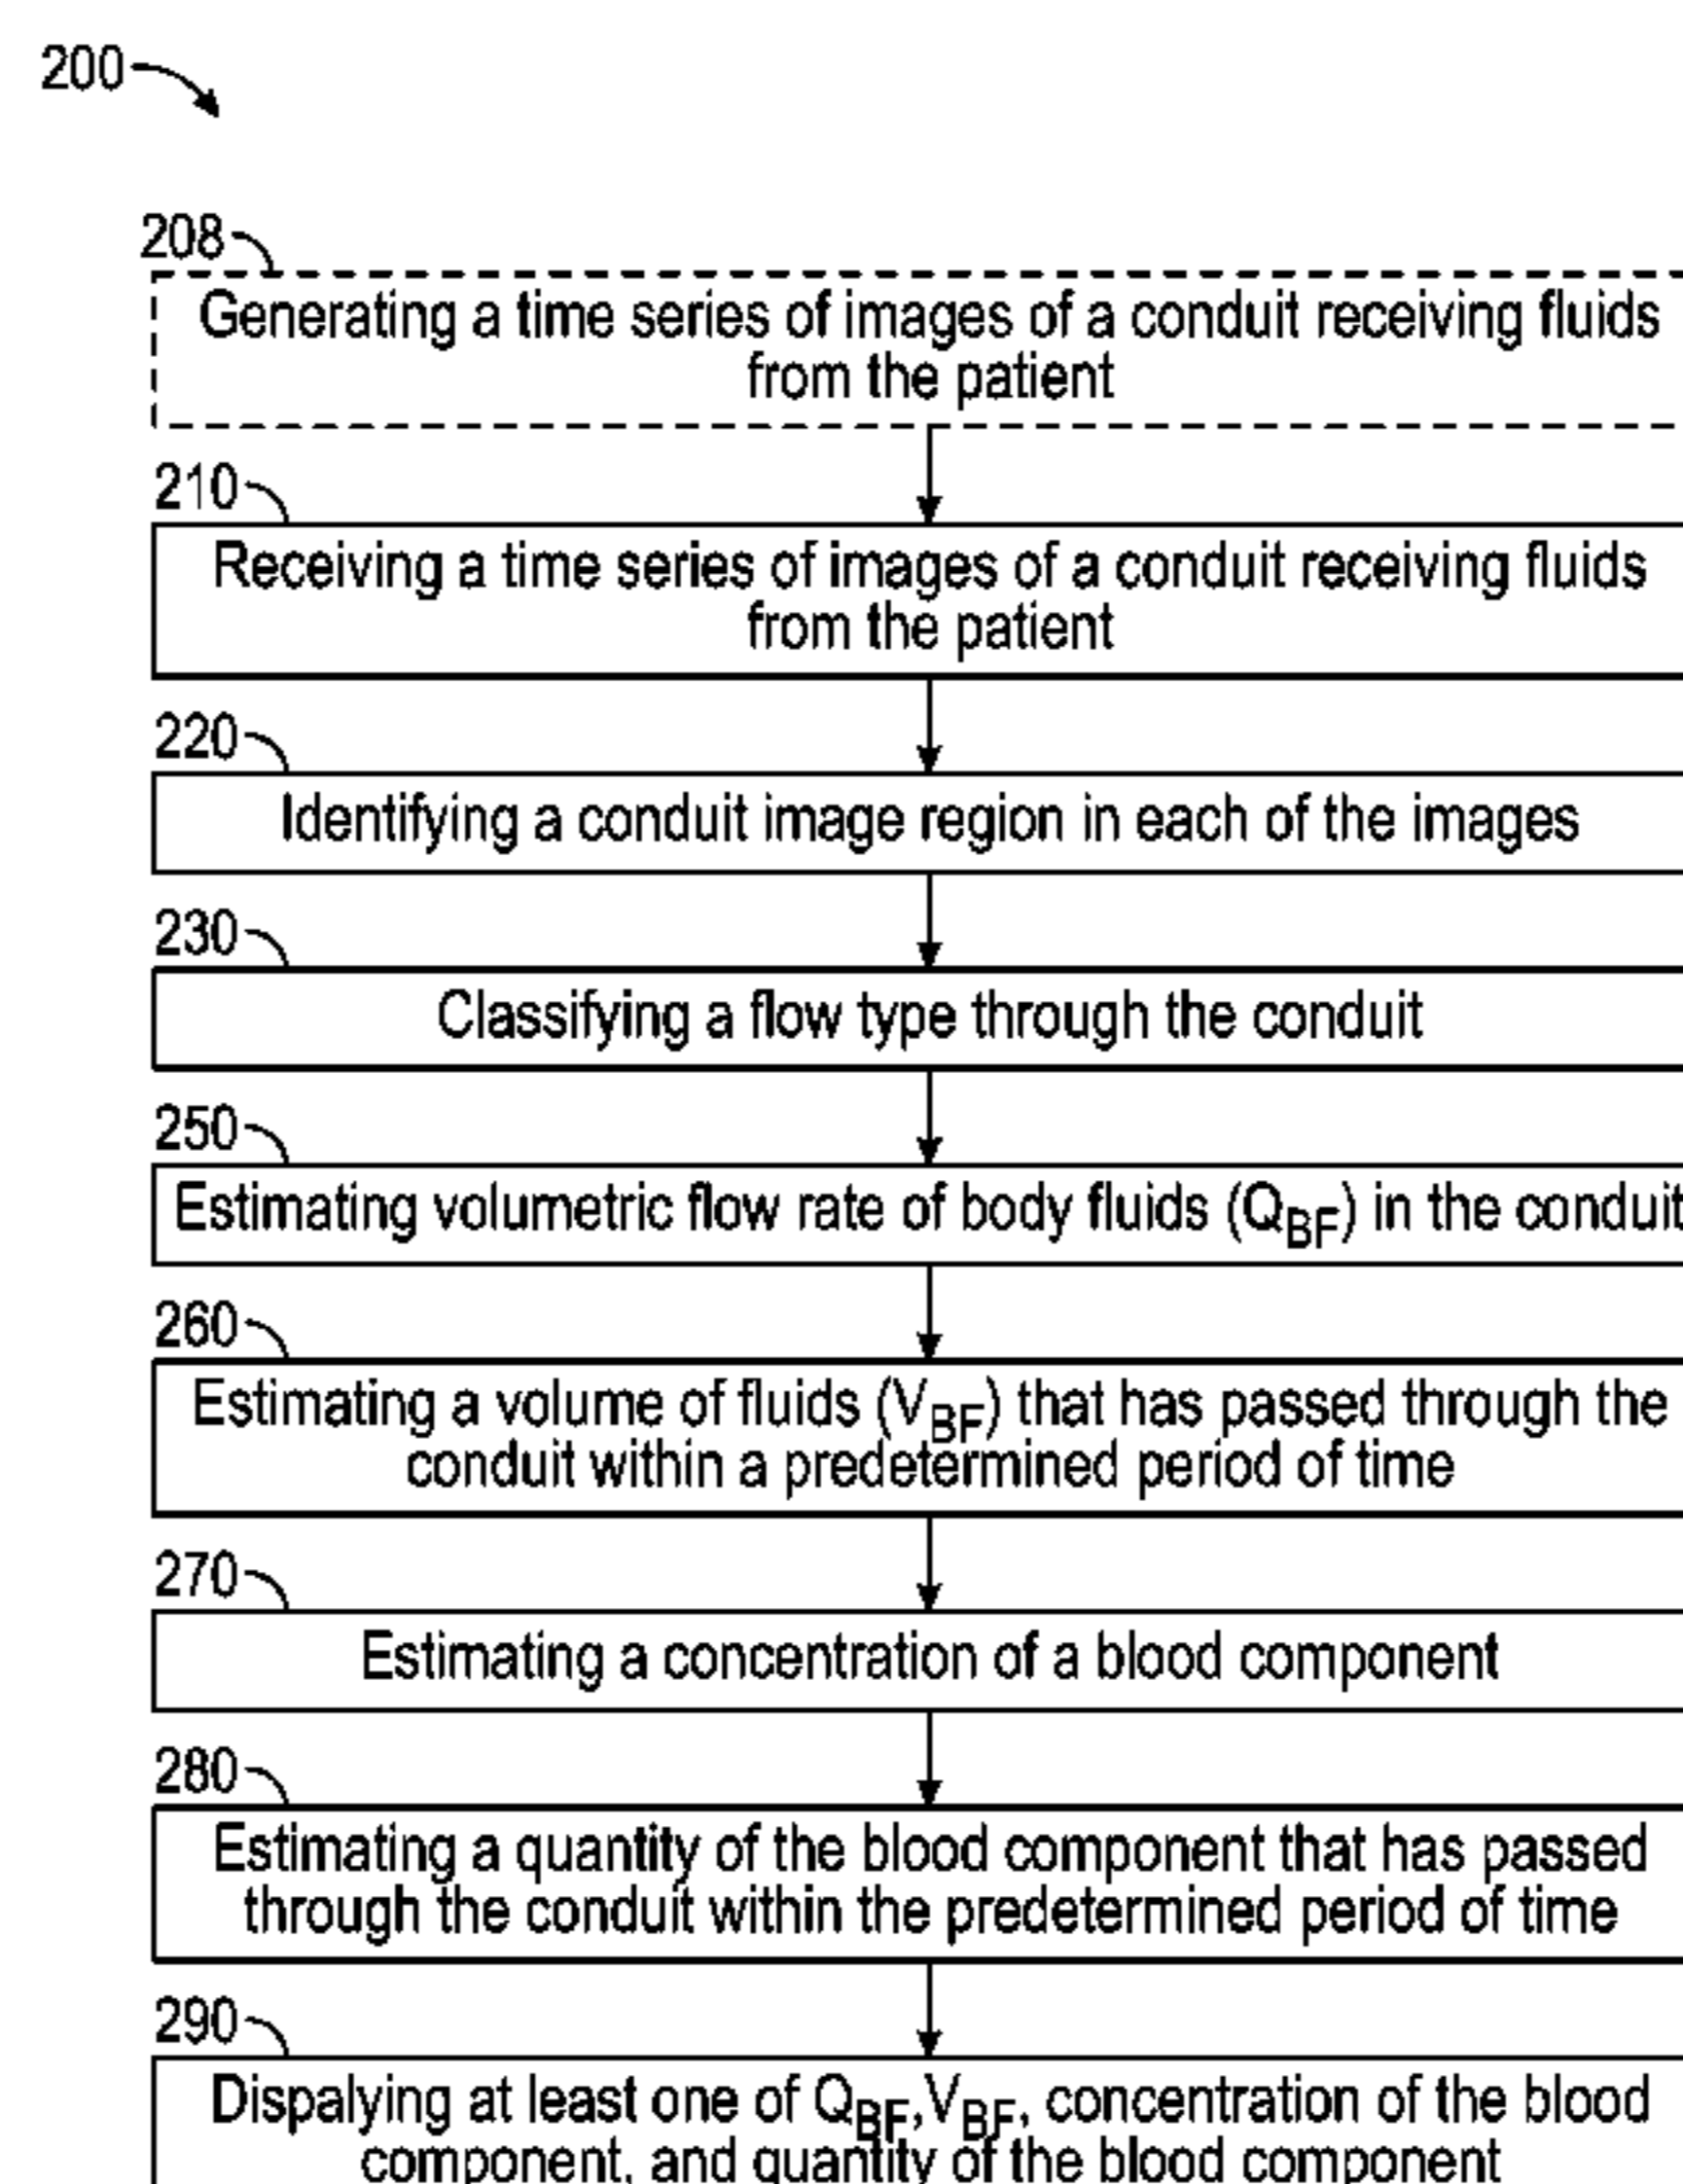 200
208
Generating a time series of images of a conduit receiving fluids
from the patient
210
Receiving a time series of images of a conduit receiving fluids
from the patient
220
Identifying a conduit image region in each of the images
230
Classifying a flow type through the conduit
250
Estimating volumetric flow rate of body fluids (QBF) in the conduit
260
Estimating a volume of fluids (VBF) that has passed through the
conduit within a predetermined period of time
270
Estimating a concentration of a blood component
280
Estimating a quantity of the blood component that has passed
through the conduit within the predetermined period of time
290
Dispalying at least one of QBF,VBF, concentration of the blood
component, and quantity of the blood component